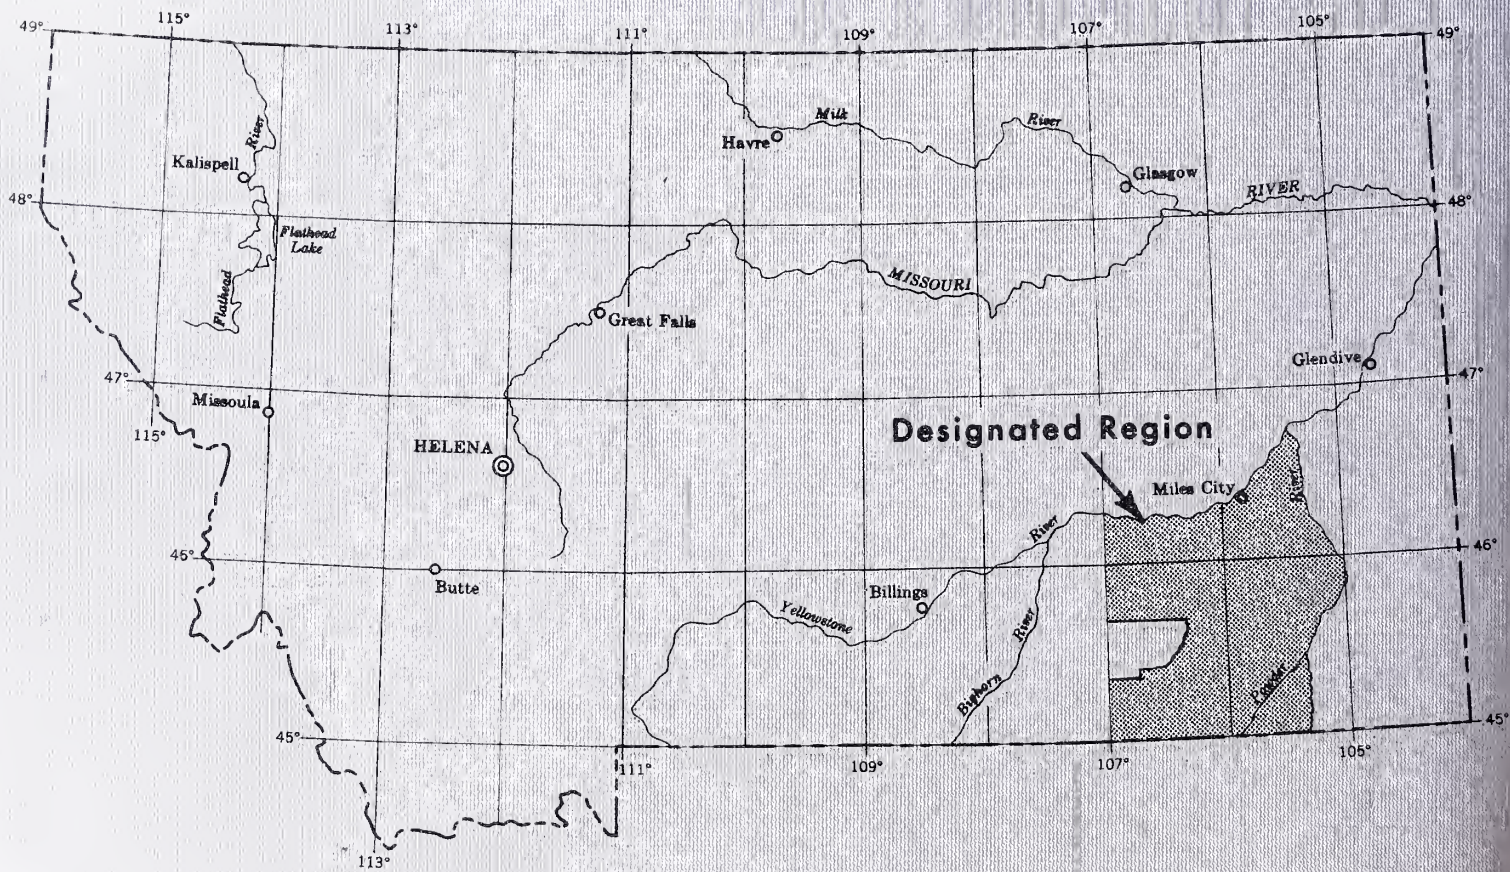 115°
113°
111°
109°
107°
105°
49°
49°
Milk
River
River
Havre
Kalispell
Glasgow
RIVER
48°
48°
Flathead
Lake
MISSOURI
Flathead
Great Falls
Glendive
47°
47°
Missoula
115°
Designated Region
HELENA
Miles City
River
River
45°
46°
Butte
Billings
Yellowstone
River
Bighorn
Powder
45°
45°
111°
109°
107°
105°
113°